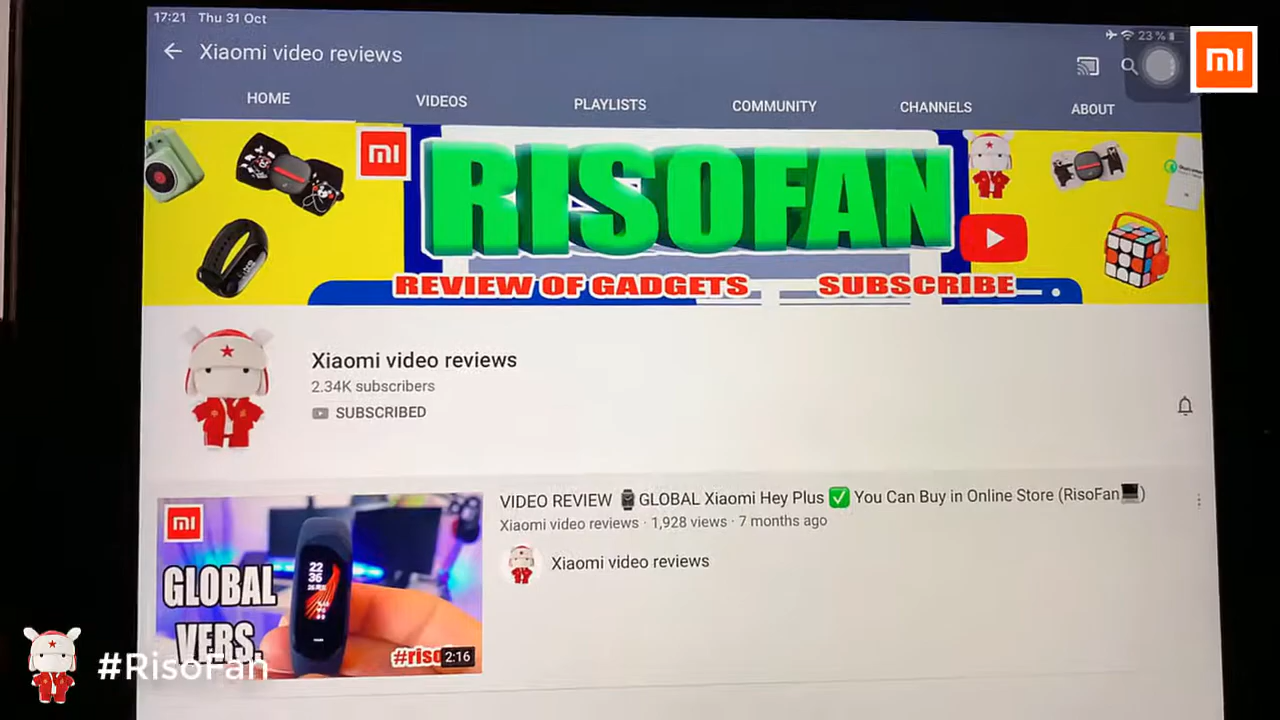 17:21 Thu 31 Oct
23 %
Xiaomi video reviews
HOME VIDEOS PLAYLISTS COMMUNITY CHANNELS ABOUT
RISOFAN
REVIEW OF GADGETS SUBSCRIBE
Xiaomi video reviews
2.34K subscribers
SUBSCRIBED
VIDEO REVIEW ⌚GLOBAL Xiaomi Hey Plus ✅ You Can Buy in Online Store (RisoFan💻)
Xiaomi video reviews · 1,928 views · 7 months ago
Xiaomi video reviews
mi
GLOBAL
VERS.
22
36
#riso
2:16
#RisoFan
mi
mi